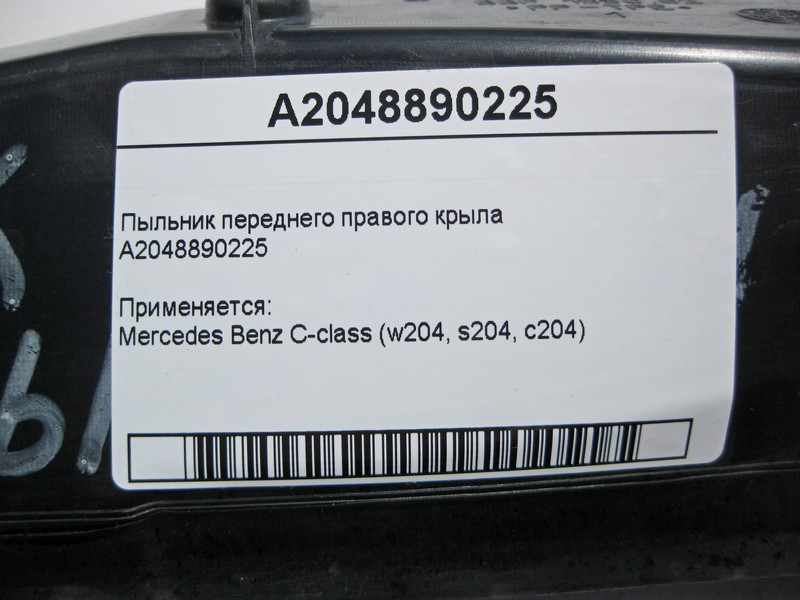 A2048890225
Пыльник переднего правого крыла
A2048890225
Применяется:
Mercedes Benz C-class (w204, s204, c204)